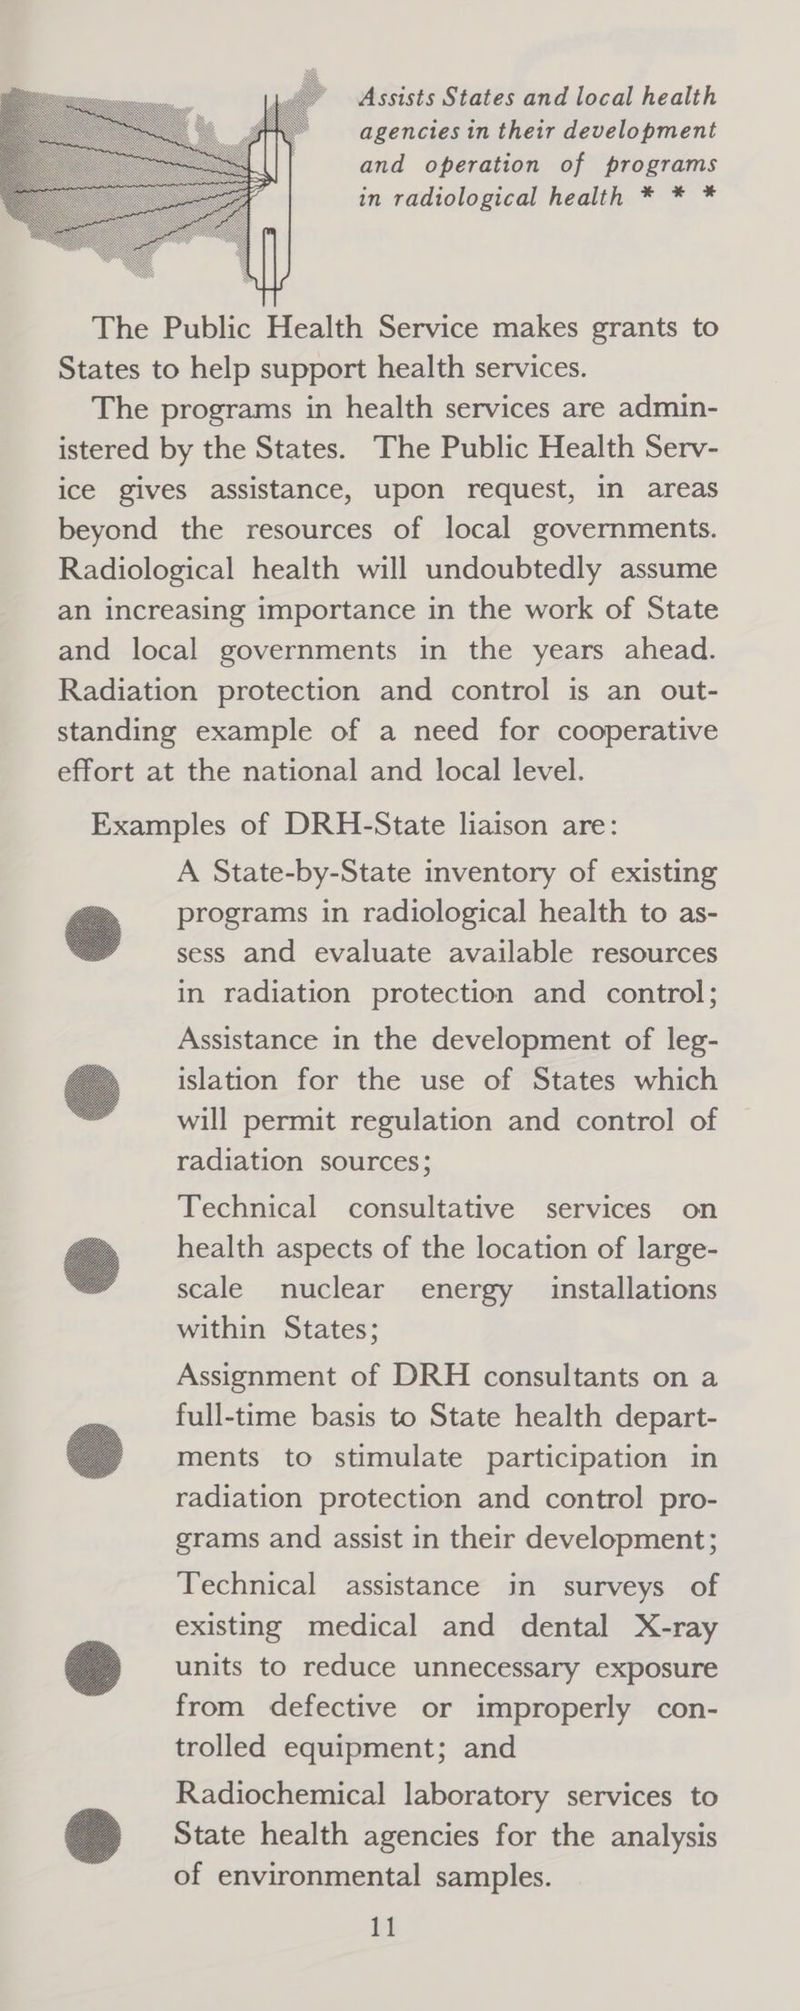 Assists States and local health
agencies in their development
and operation of programs
in radiological health * * *
The Public Health Service makes grants to
States to help support health services.
The programs in health services are admin-
istered by the States. The Public Health Serv-
ice gives assistance, upon request, in areas
beyond the resources of local governments.
Radiological health will undoubtedly assume
an increasing importance in the work of State
and local governments in the years ahead.
Radiation protection and control is an out-
standing example of a need for cooperative
effort at the national and local level.
Examples of DRH-State liaison are:
A State-by-State inventory of existing
programs in radiological health to as-
sess and evaluate available resources
in radiation protection and control;
Assistance in the development of leg-
islation for the use of States which
will permit regulation and control of
radiation sources;
Technical consultative services on
health aspects of the location of large-
scale nuclear energy installations
within States;
Assignment of DRH consultants on a
full-time basis to State health depart-
ments to stimulate participation in
radiation protection and control pro-
grams and assist in their development;
Technical assistance in surveys of
existing medical and dental X-ray
units to reduce unnecessary exposure
from defective or improperly con-
trolled equipment; and
Radiochemical laboratory services to
State health agencies for the analysis
of environmental samples.
11